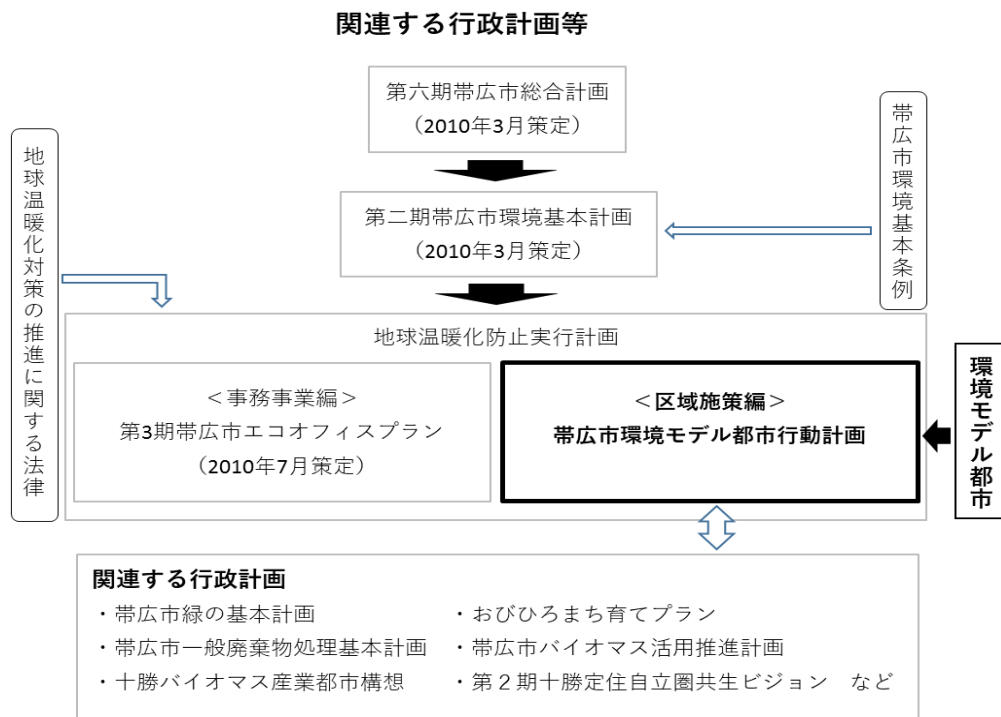 関連する行政計画等
第六期帯広市総合計画
（2010年3月策定）
帯広市環境基本条例
地球温暖化対策の推進に関する法律
第二期帯広市環境基本計画
（2010年3月策定）
地球温暖化防止実行計画
＜事務事業編＞
第3期帯広市エコオフィスプラン
（2010年7月策定）
＜区域施策編＞
帯広市環境モデル都市行動計画
環境モデル都市
関連する行政計画
・帯広市緑の基本計画
・おびひろまち育てプラン
・帯広市一般廃棄物処理基本計画
・帯広市バイオマス活用推進計画
・十勝バイオマス産業都市構想
・第２期十勝定住自立圏共生ビジョン　など